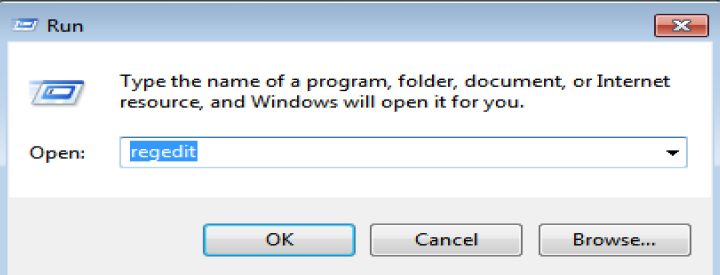 Run
Type the name of a program, folder, document, or Internet
resource, and Windows will open it for you.
Open: regedit
OK Cancel Browse...